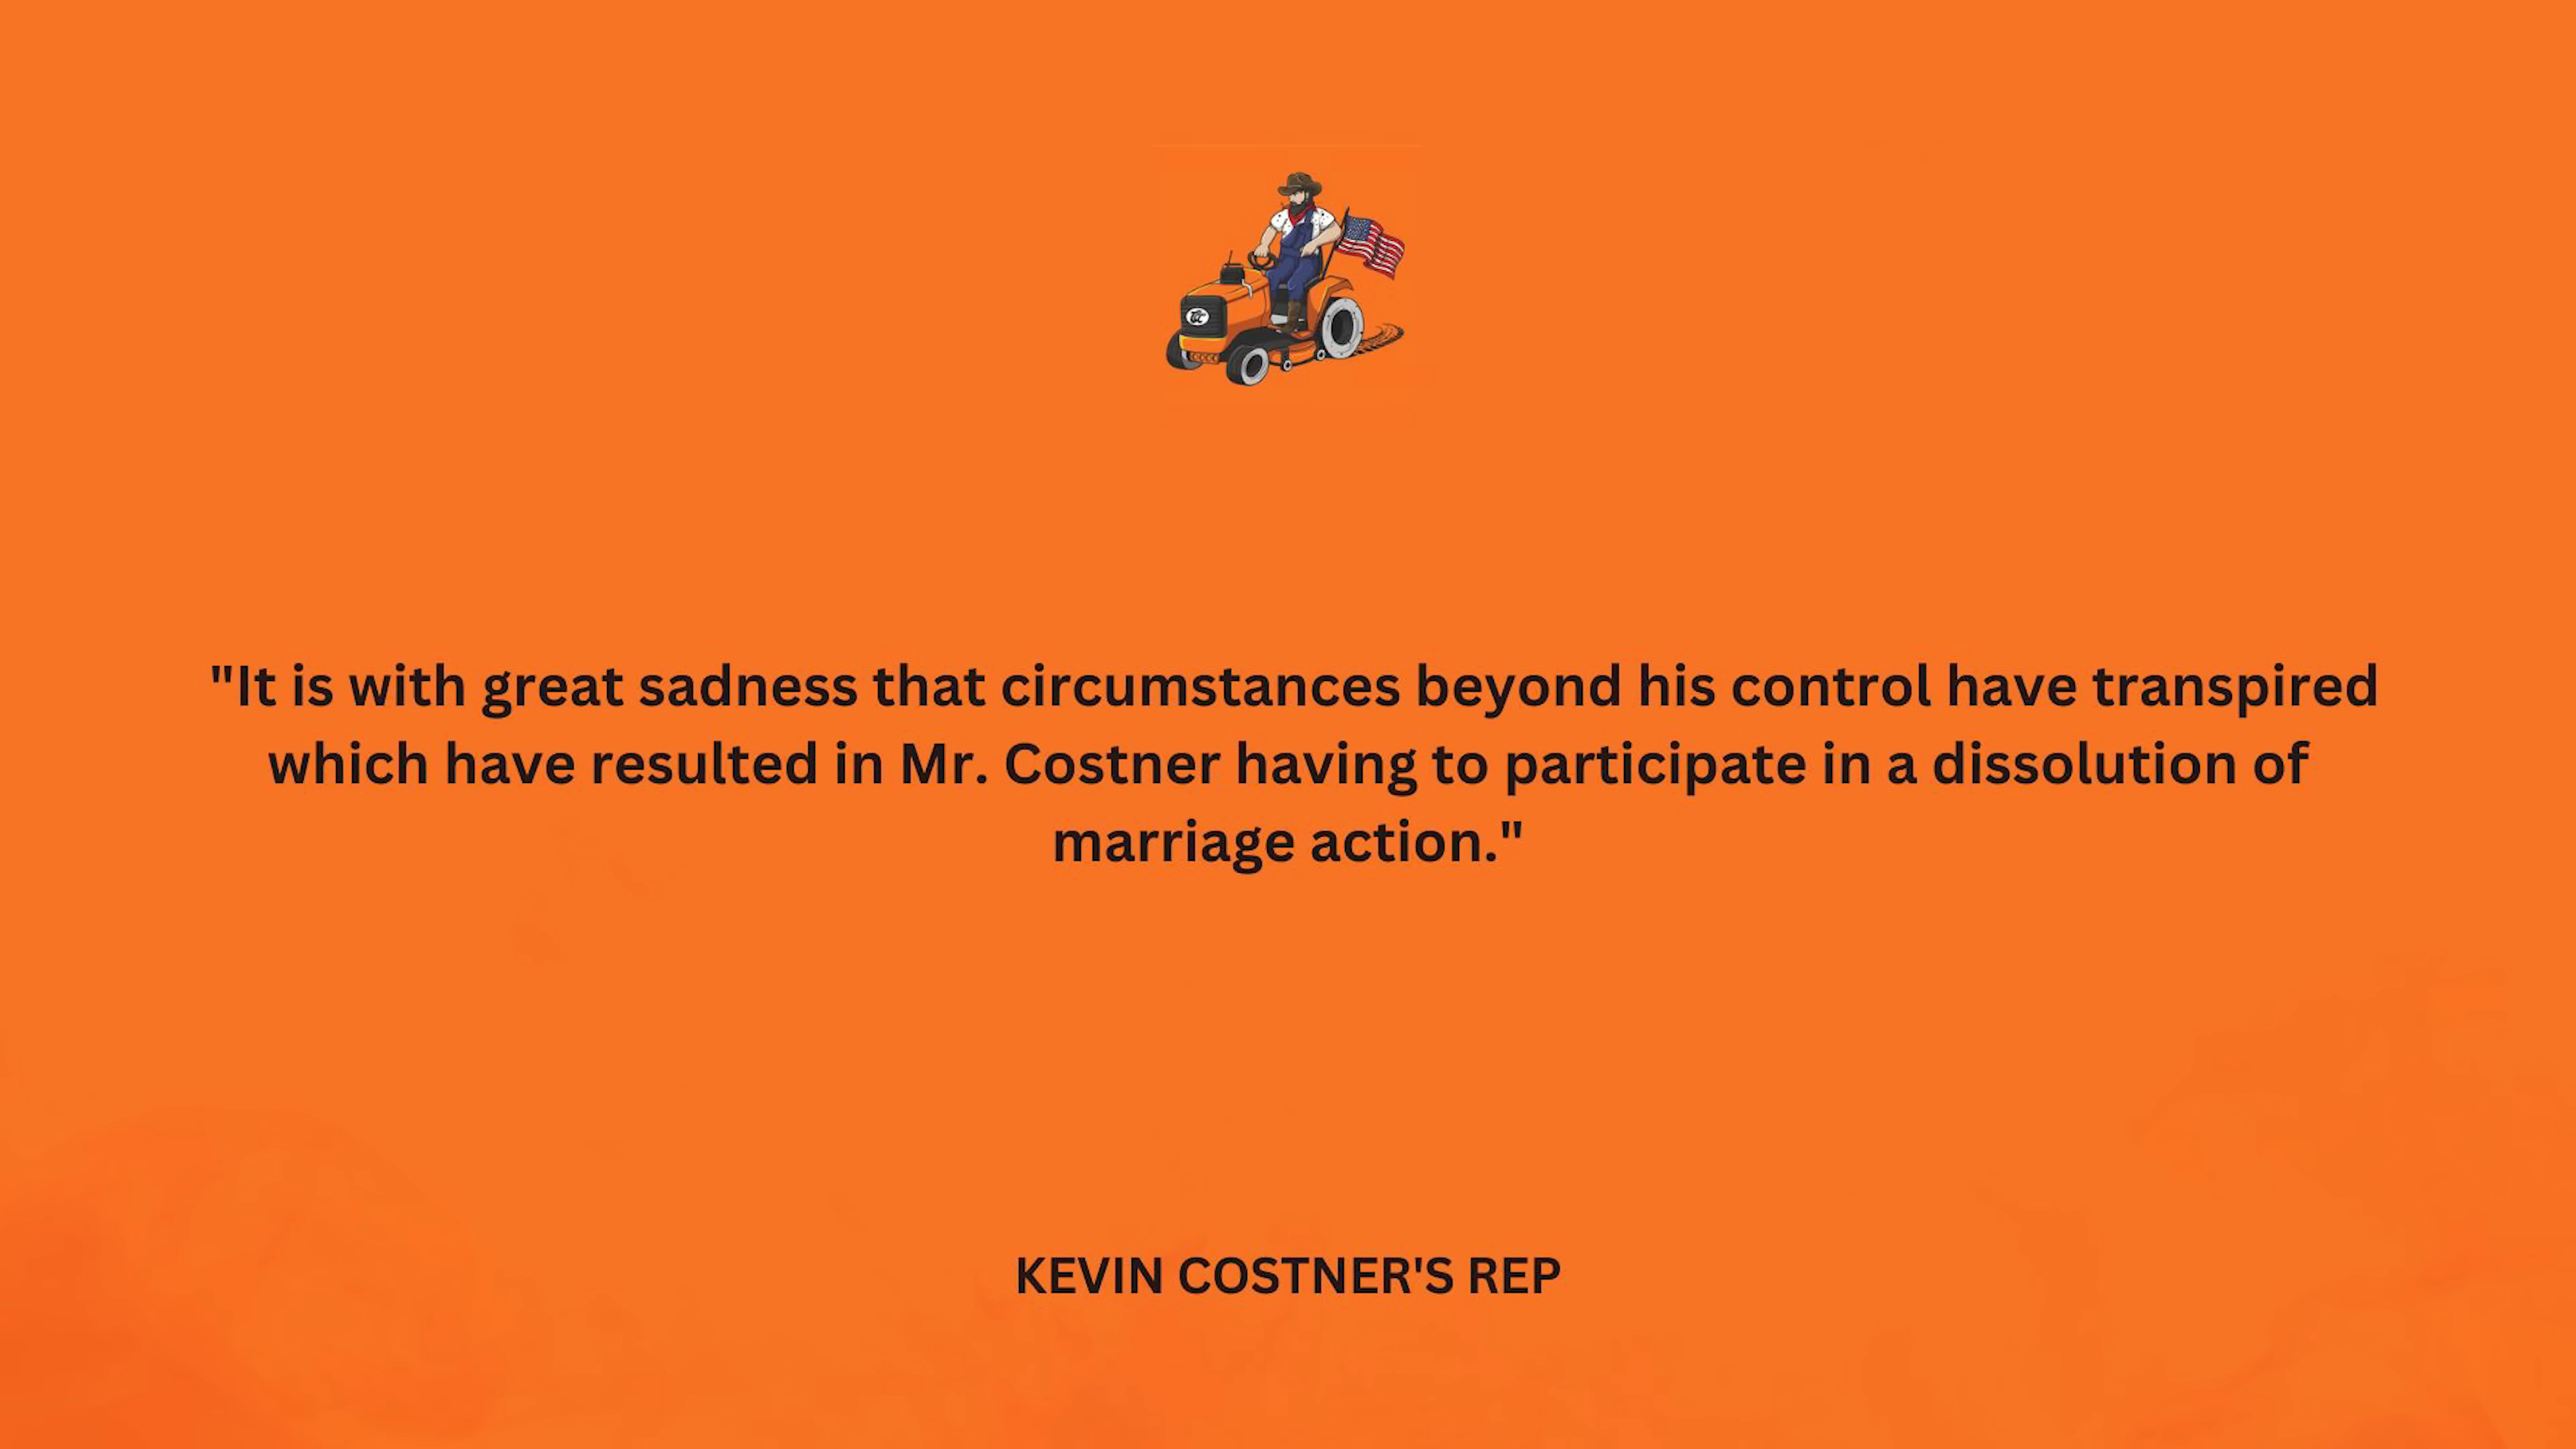 "It is with great sadness that circumstances beyond his control have transpired
which have resulted in Mr. Costner having to participate in a dissolution of
marriage action."
KEVIN COSTNER'S REP